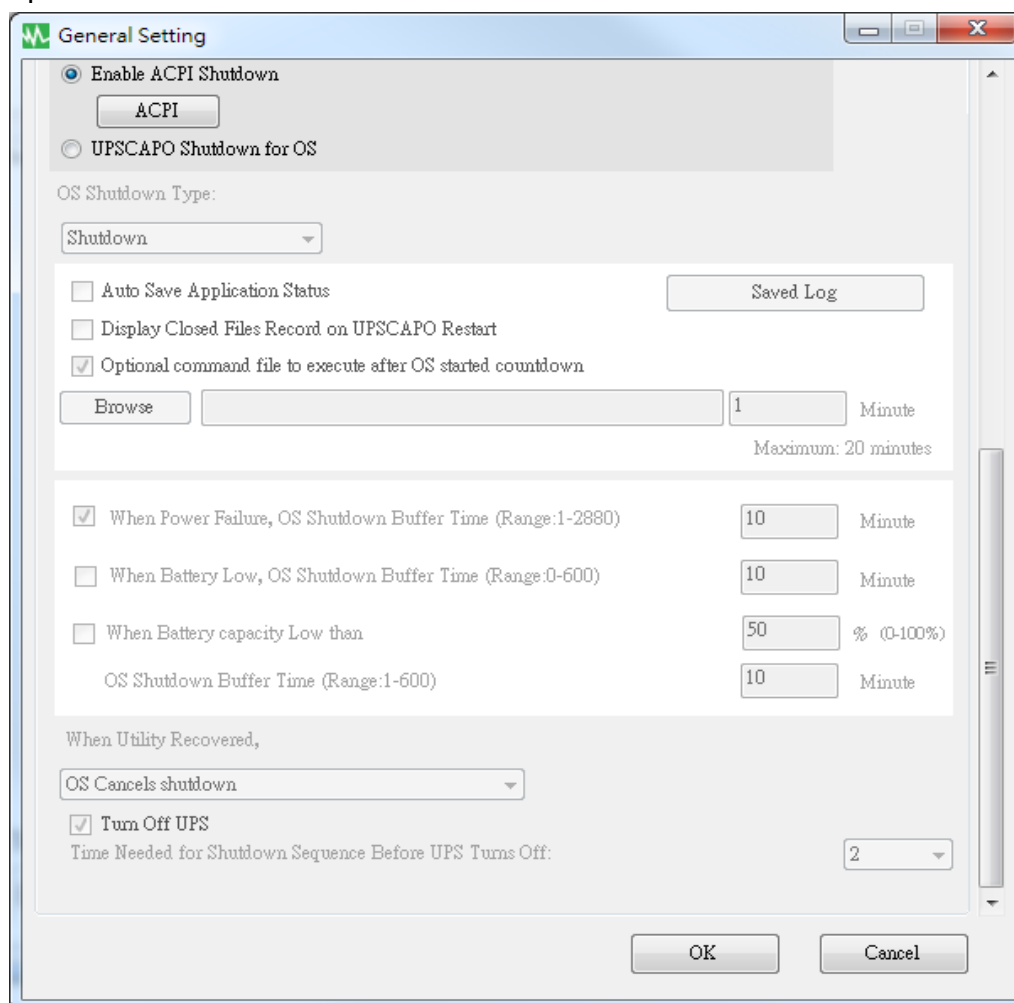 General Setting
Enable ACPI Shutdown
ACPI
UPSCAPO Shutdown for OS
OS Shutdown Type:
Shutdown
Auto Save Application Status
Saved Log
Display Closed Files Record on UPSCAPO Restart
Optional command file to execute after OS started countdown
Browse 1 Minute
Maximum: 20 minutes
When Power Failure, OS Shutdown Buffer Time (Range:1-2880) 10 Minute
When Battery Low, OS Shutdown Buffer Time (Range:0-600) 10 Minute
When Battery capacity Low than 50 % (0-100%)
OS Shutdown Buffer Time (Range:1-600) 10 Minute
When Utility Recovered,
OS Cancels shutdown
Turn Off UPS
Time Needed for Shutdown Sequence Before UPS Turns Off: 2
OK Cancel